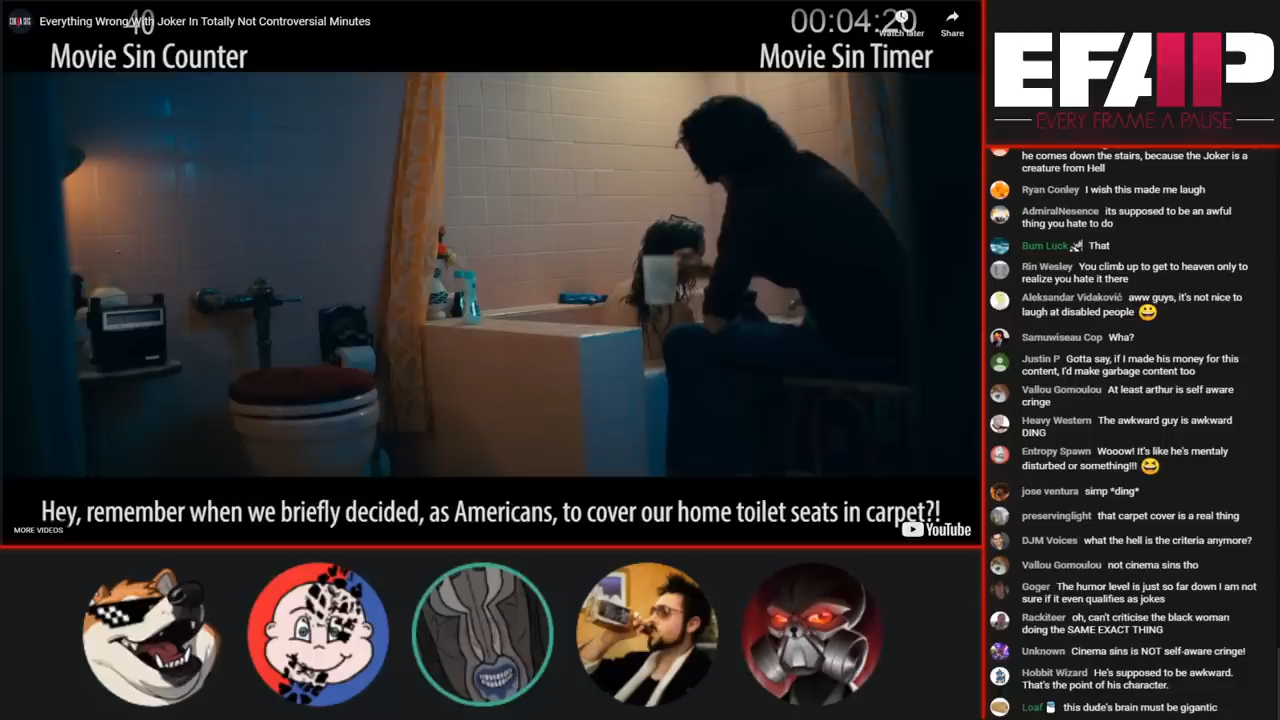 Everything Wrong With Joker In Totally Not Controversial Minutes
40
Movie Sin Counter
00:04:20
Watch later
Share
Movie Sin Timer
EFAP
EVERY FRAME A PAUSE
he comes down the stairs, because the Joker is a
creature from Hell
Ryan Conley I wish this made me laugh
AdmiralNesence its supposed to be an awful
thing you hate to do
Bum Luck That
Rin Wesley You climb up to get to heaven only to
realize you hate it there
Aleksandar Vidaković aww guys, it's not nice to
laugh at disabled people 😀
Samuwiseau Cop Wha?
Justin P Gotta say, if I made his money for this
content, I'd make garbage content too
Vallou Gomoulou At least arthur is self aware
cringe
Heavy Western The awkward guy is awkward
DING
Entropy Spawn Wooow! It's like he's mentaly
disturbed or something!!! 😆
jose ventura simp *ding*
preservinglight that carpet cover is a real thing
DJM Voices what the hell is the criteria anymore?
Vallou Gomoulou not cinema sins tho
Goger The humor level is just so far down I am not
sure if it even qualifies as jokes
Rackiteer oh, can't criticise the black woman
doing the SAME EXACT THING
Unknown Cinema sins is NOT self-aware cringe!
Hobbit Wizard He's supposed to be awkward.
That's the point of his character.
Loaf this dude's brain must be gigantic
Hey, remember when we briefly decided, as Americans, to cover our home toilet seats in carpet?!
MORE VIDEOS
YouTube